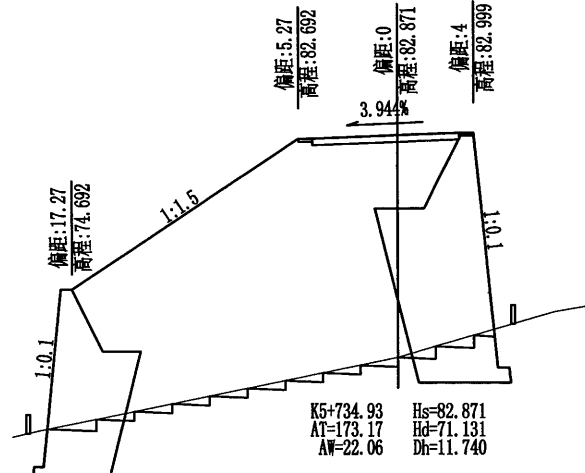 偏距:5.27
高程:82.692
偏距:0
高程:82.871
偏距:4
高程:82.999
3.944%
偏距:17.27
高程:74.692
1:1.5
1:0.1
1:0.1
K5+734.93 Hs=82.871
AT=173.17 Hd=71.131
AW=22.06 Dh=11.740